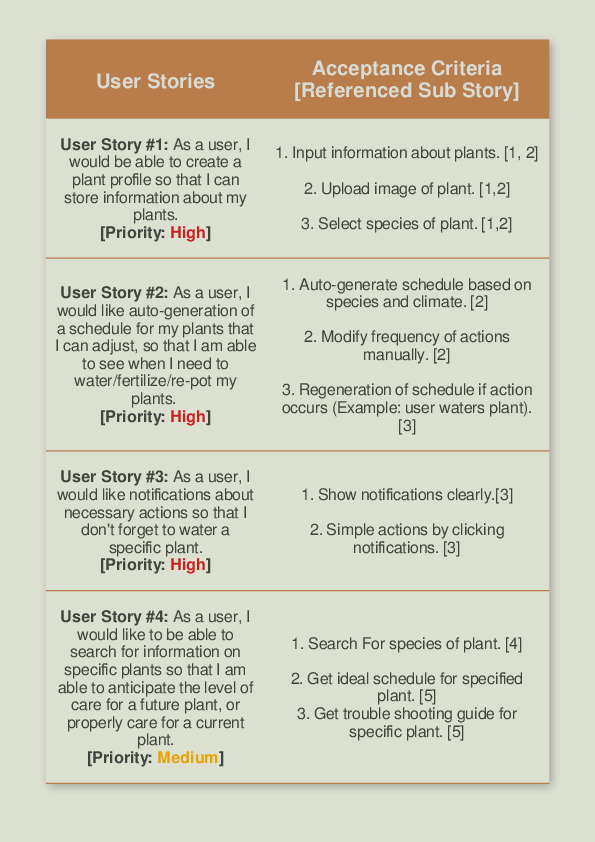 User Stories
Acceptance Criteria
[Referenced Sub Story]
User Story #1: As a user, I
would be able to create a
plant profile so that I can
store information about my
plants.
[Priority: High]
1. Input information about plants. [1, 2]
2. Upload image of plant. [1,2]
3. Select species of plant. [1,2]
User Story #2: As a user, I
would like auto-generation of
a schedule for my plants that
I can adjust, so that I am able
to see when I need to
water/fertilize/re-pot my
plants.
[Priority: High]
1. Auto-generate schedule based on
species and climate. [2]
2. Modify frequency of actions
manually. [2]
3. Regeneration of schedule if action
occurs (Example: user waters plant).
[3]
User Story #3: As a user, I
would like notifications about
necessary actions so that I
don't forget to water a
specific plant.
[Priority: High]
1. Show notifications clearly.[3]
2. Simple actions by clicking
notifications. [3]
User Story #4: As a user, I
would like to be able to
search for information on
specific plants so that I am
able to anticipate the level of
care for a future plant, or
properly care for a current
plant.
[Priority: Medium]
1. Search For species of plant. [4]
2. Get ideal schedule for specified
plant. [5]
3. Get trouble shooting guide for
specific plant. [5]